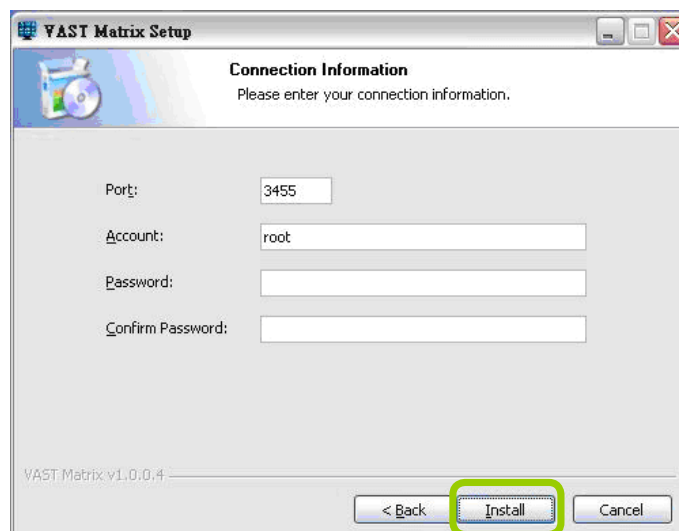 VAST Matrix Setup
Connection Information
Please enter your connection information.
Port: 3455
Account: root
Password:
Confirm Password:
VAST Matrix v1.0.0.4
< Back Install Cancel